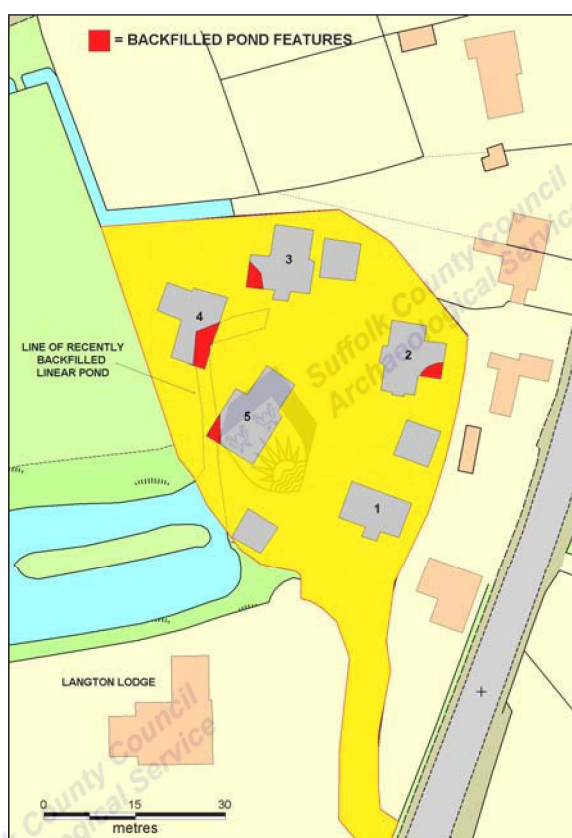 = BACKFILLED POND FEATURES
3
4
2
LINE OF RECENTLY
BACKFILLED
LINEAR POND
5
1
LANGTON LODGE
0 15 30
metres
Suffolk County Council
Archaeological Service
Suffolk County Council
Archaeological Service